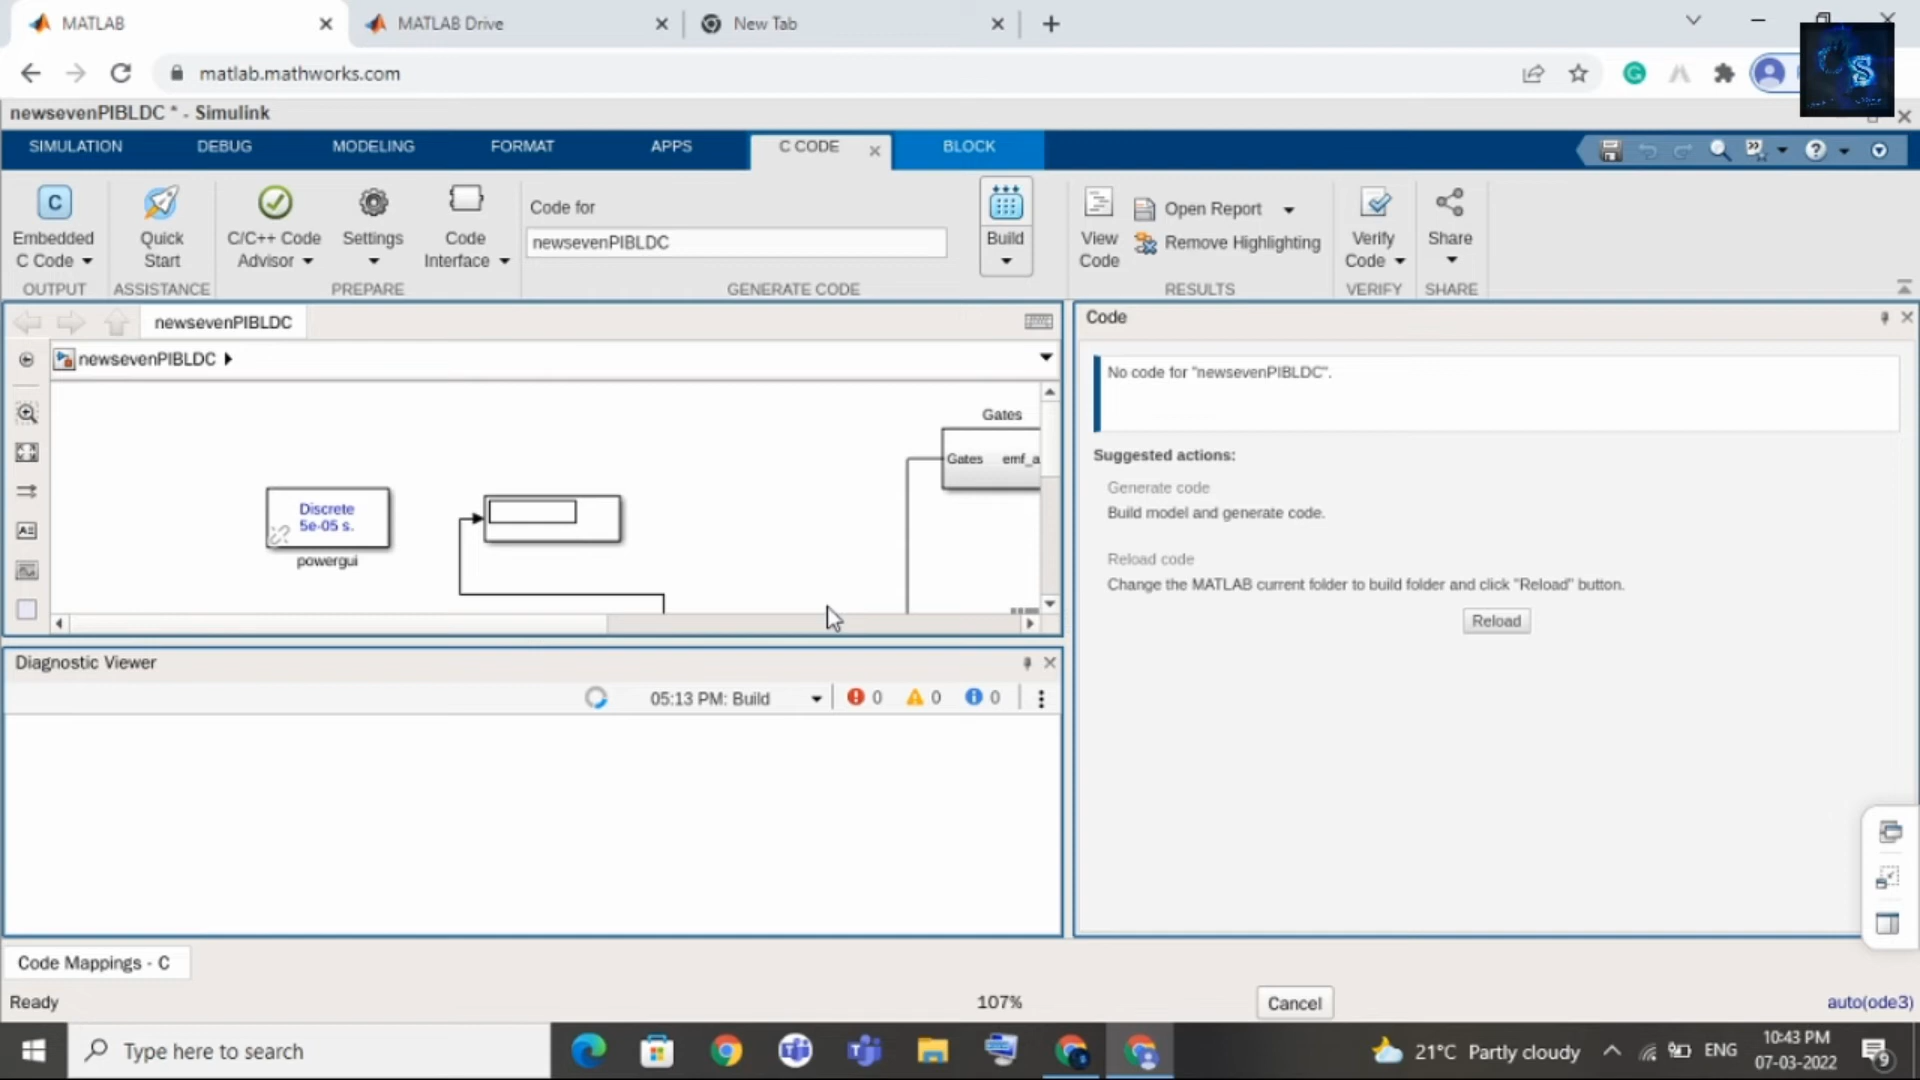 MATLAB
MATLAB Drive
New Tab
matlab.mathworks.com
newsevenPIBLDC * - Simulink
SIMULATION
DEBUG
MODELING
FORMAT
APPS
C CODE
BLOCK
Embedded
C Code
OUTPUT
Quick
Start
ASSISTANCE
C/C++ Code
Advisor
Settings
Code
Interface
PREPARE
Code for
newsevenPIBLDC
GENERATE CODE
Build
View
Code
Open Report
Remove Highlighting
RESULTS
Verify
Code
VERIFY
Share
SHARE
newsevenPIBLDC
newsevenPIBLDC
Gates
Gates
emf_a
Discrete
5e-05 s.
powergui
Code
No code for "newsevenPIBLDC".
Suggested actions:
Generate code
Build model and generate code.
Reload code
Change the MATLAB current folder to build folder and click "Reload" button.
Reload
Diagnostic Viewer
05:13 PM: Build
0
0
0
Code Mappings - C
Ready
107%
Cancel
auto(ode3)
Type here to search
21°C Partly cloudy
ENG
10:43 PM
07-03-2022
9